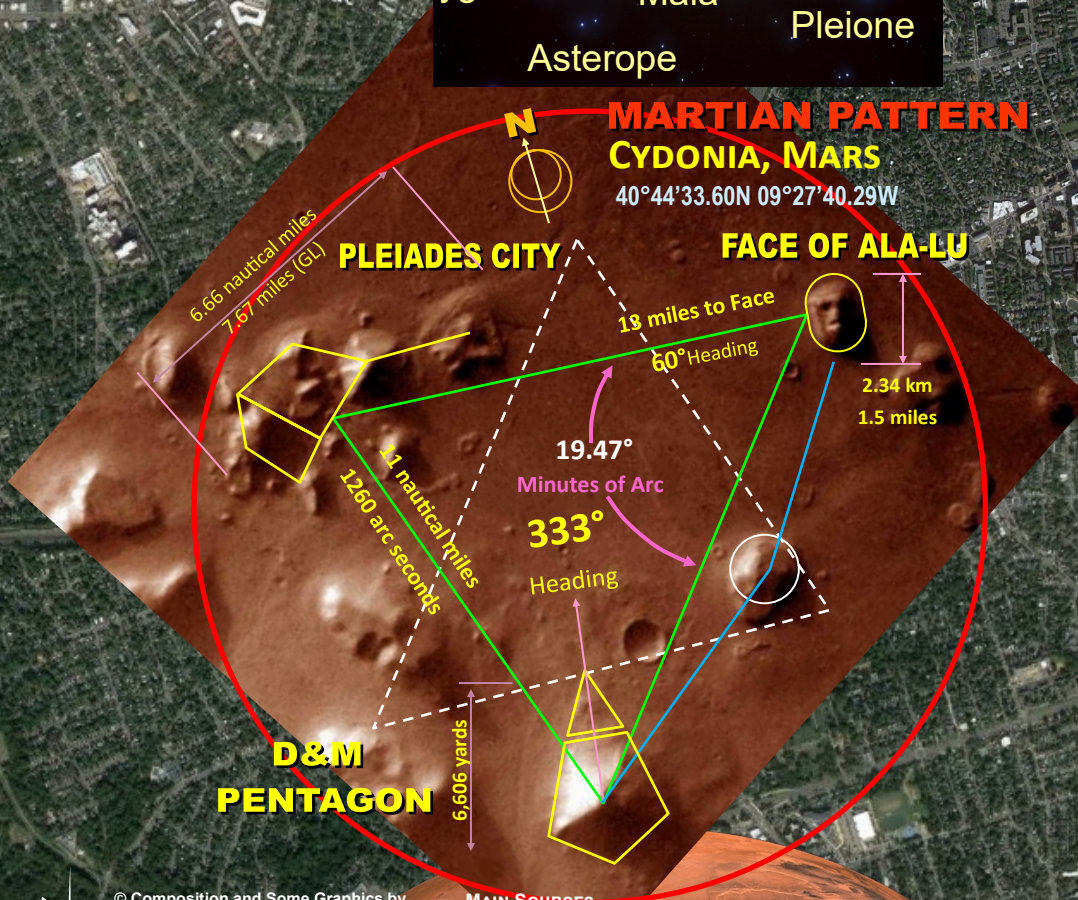 Maia
Pleione
Asterope
N
MARTIAN PATTERN
CYDONIA, MARS
40°44’33.60N 09°27’40.29W
6.66 nautical miles
7.67 miles (GL)
PLEIADES CITY
FACE OF ALA-LU
13 miles to Face
60° Heading
2.34 km
1.5 miles
19.47°
Minutes of Arc
333°
Heading
11 nautical miles
1260 arc seconds
6,606 yards
D&M
PENTAGON
© Composition and Some Graphics by
MAIN SOURCES